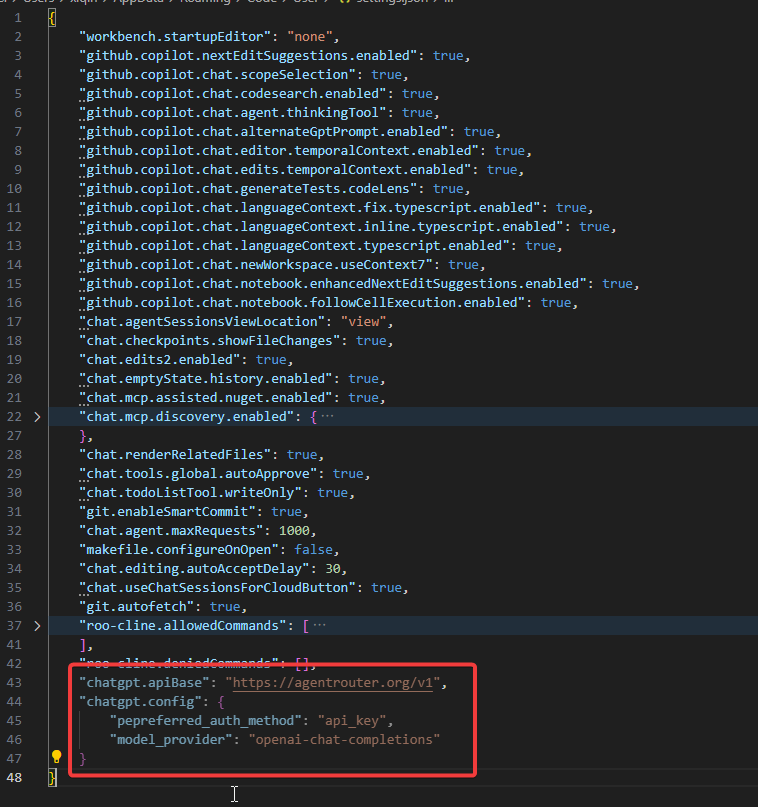 1 {
2 "workbench.startupEditor": "none",
3 "github.copilot.nextEditSuggestions.enabled": true,
4 "github.copilot.chat.scopeSelection": true,
5 "github.copilot.chat.codesearch.enabled": true,
6 "github.copilot.chat.agent.thinkingTool": true,
7 "github.copilot.chat.alternateGptPrompt.enabled": true,
8 "github.copilot.chat.editor.temporalContext.enabled": true,
9 "github.copilot.chat.edits.temporalContext.enabled": true,
10 "github.copilot.chat.generateTests.codeLens": true,
11 "github.copilot.chat.languageContext.fix.typescript.enabled": true,
12 "github.copilot.chat.languageContext.inline.typescript.enabled": true,
13 "github.copilot.chat.languageContext.typescript.enabled": true,
14 "github.copilot.chat.newWorkspace.useContext7": true,
15 "github.copilot.chat.notebook.enhancedNextEditSuggestions.enabled": true,
16 "github.copilot.chat.notebook.followCellExecution.enabled": true,
17 "chat.agentSessionsViewLocation": "view",
18 "chat.checkpoints.showFileChanges": true,
19 "chat.edits2.enabled": true,
20 "chat.emptyState.history.enabled": true,
21 "chat.mcp.assisted.nuget.enabled": true,
22 "chat.mcp.discovery.enabled": { ···
27 },
28 "chat.renderRelatedFiles": true,
29 "chat.tools.global.autoApprove": true,
30 "chat.todoListTool.writeOnly": true,
31 "git.enableSmartCommit": true,
32 "chat.agent.maxRequests": 1000,
33 "makefile.configureOnOpen": false,
34 "chat.editing.autoAcceptDelay": 30,
35 "chat.useChatSessionsForCloudButton": true,
36 "git.autofetch": true,
37 "roo-cline.allowedCommands": [ ···
41 ],
42 "roo-cline.deniedCommands": [],
43 "chatgpt.apiBase": "https://agentrouter.org/v1",
44 "chatgpt.config": {
45 "pepreferred_auth_method": "api_key",
46 "model_provider": "openai-chat-completions"
47 }
48 }